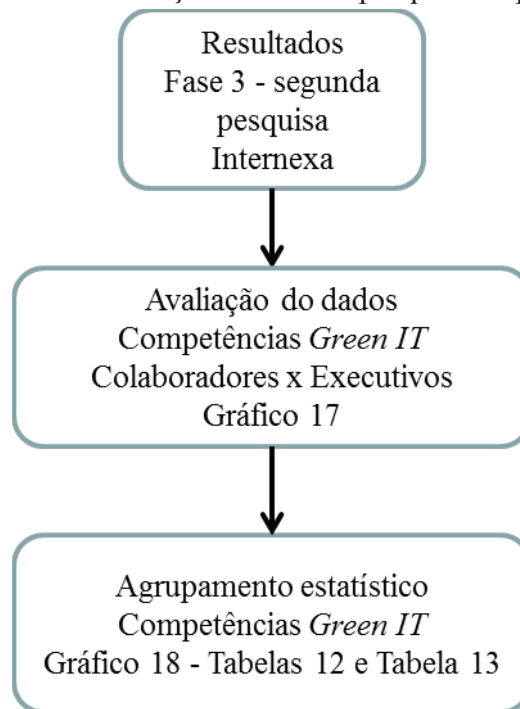 Resultados
Fase 3 - segunda
pesquisa
Internexa
Avaliação do dados
Competências Green IT
Colaboradores x Executivos
Gráfico 17
Agrupamento estatístico
Competências Green IT
Gráfico 18 - Tabelas 12 e Tabela 13